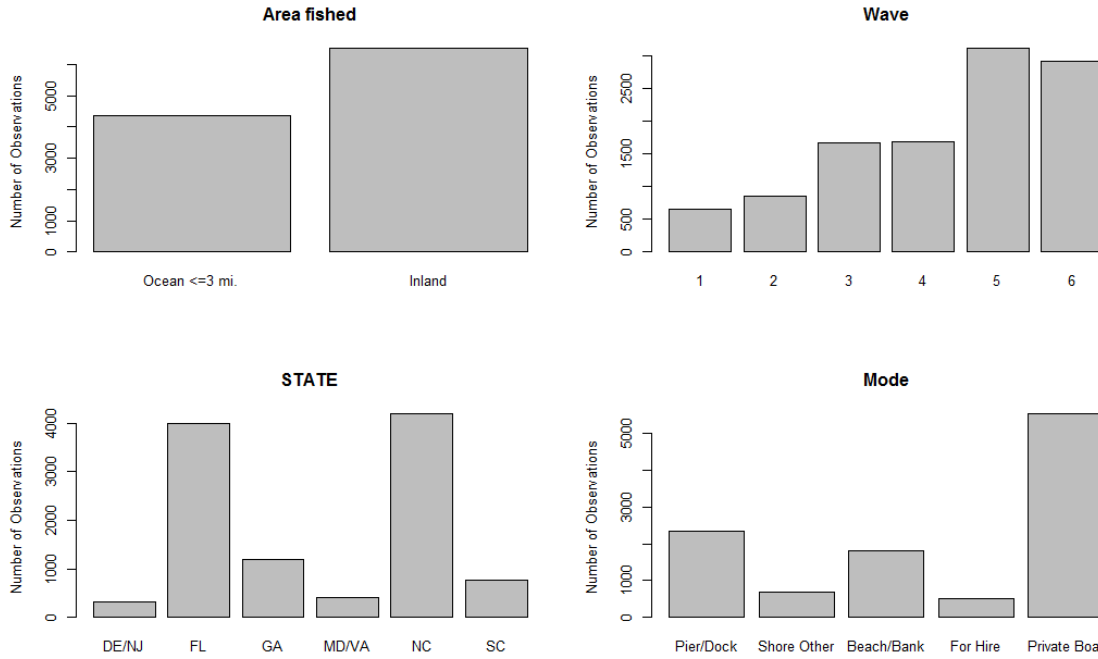 Area fished
Number of Observations
0 1000 3000 5000
Ocean <=3 mi. Inland
Wave
Number of Observations
0 500 1500 2500
1 2 3 4 5 6
STATE
Number of Observations
0 1000 2000 3000 4000
DE/NJ FL GA MD/VA NC SC
Mode
Number of Observations
0 1000 3000 5000
Pier/Dock Shore Other Beach/Bank For Hire Private Boa